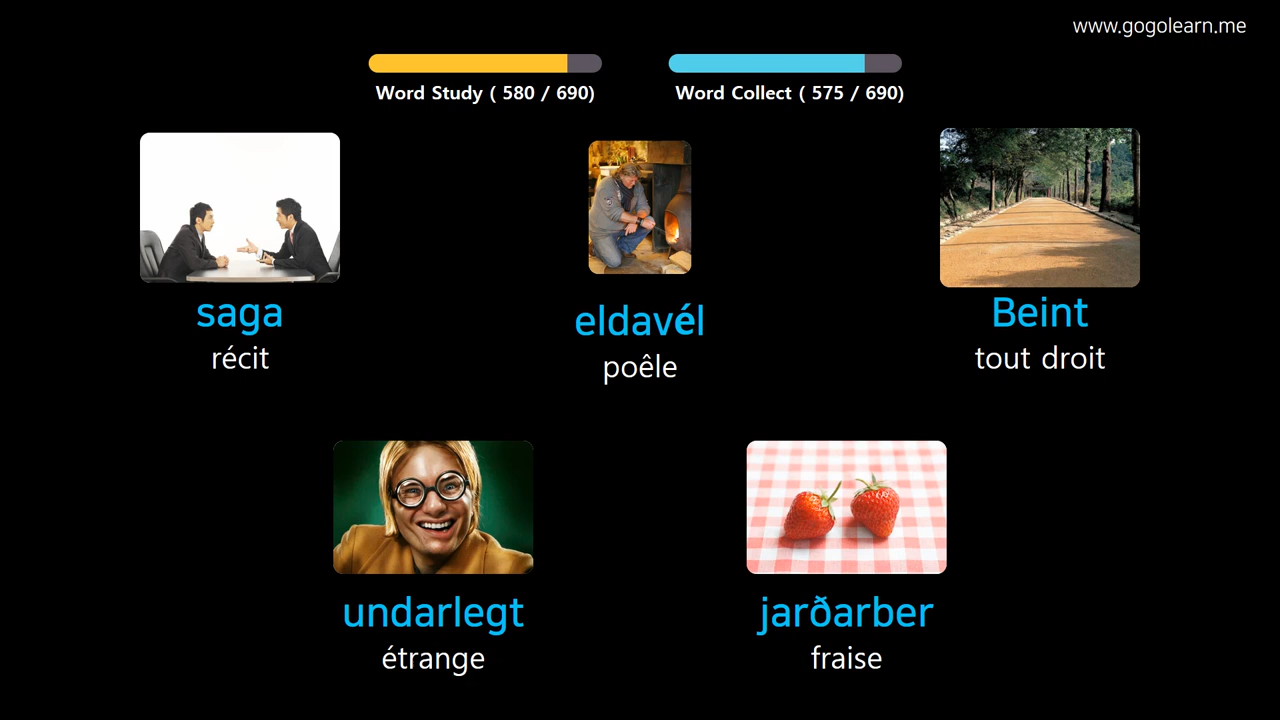 www.gogolearn.me
Word Study ( 580 / 690)
Word Collect ( 575 / 690)
saga
récit
eldavél
poêle
Beint
tout droit
undarlegt
étrange
jarðarber
fraise